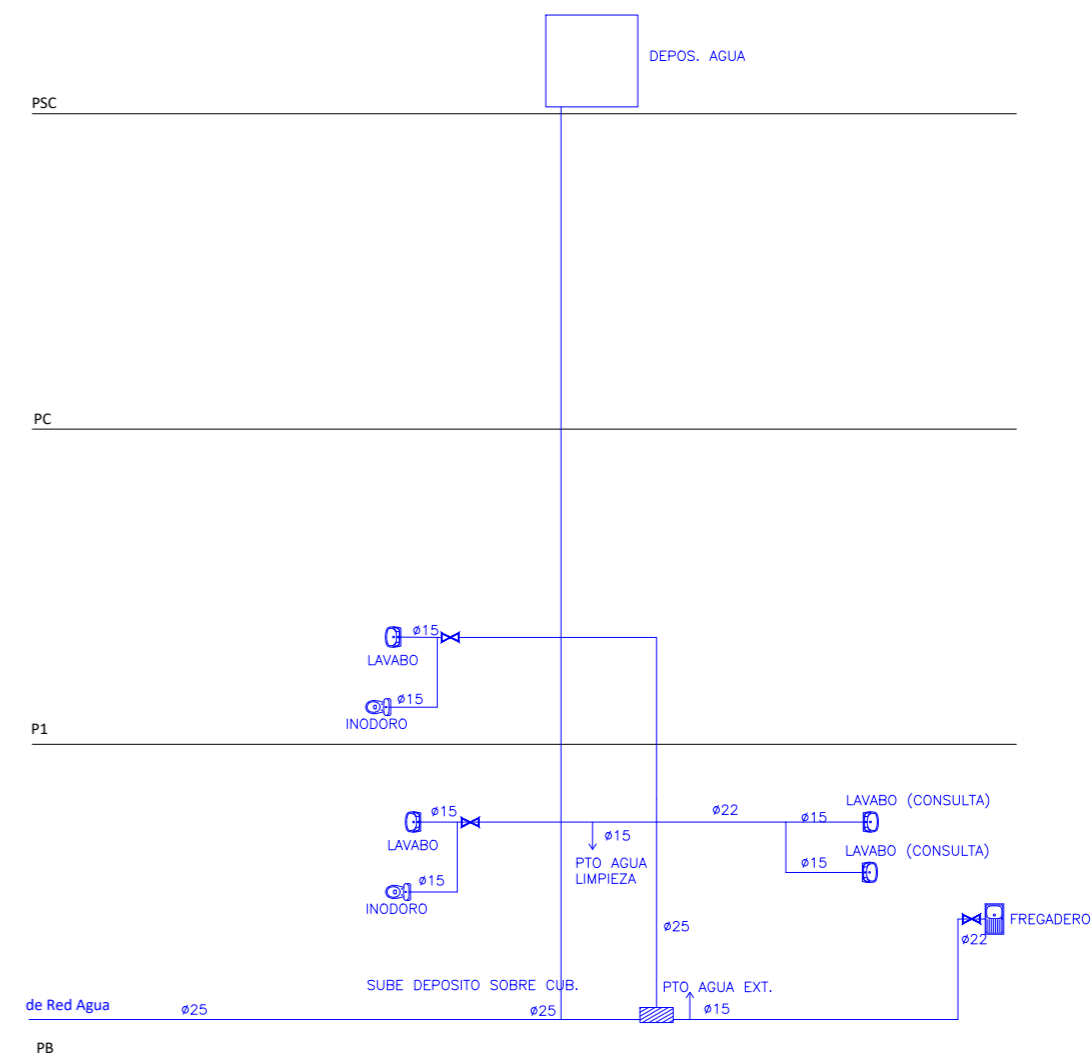 DEPOS. AGUA
PSC
PC
ø15
LAVABO
ø15
INODORO
P1
LAVABO (CONSULTA)
ø15
ø22
ø15
LAVABO
ø15
PTO AGUA
LIMPIEZA
LAVABO (CONSULTA)
ø15
ø15
INODORO
FREGADERO
ø25
ø22
SUBE DEPOSITO SOBRE CUB.
PTO AGUA EXT.
de Red Agua
ø25
ø25
ø15
PB